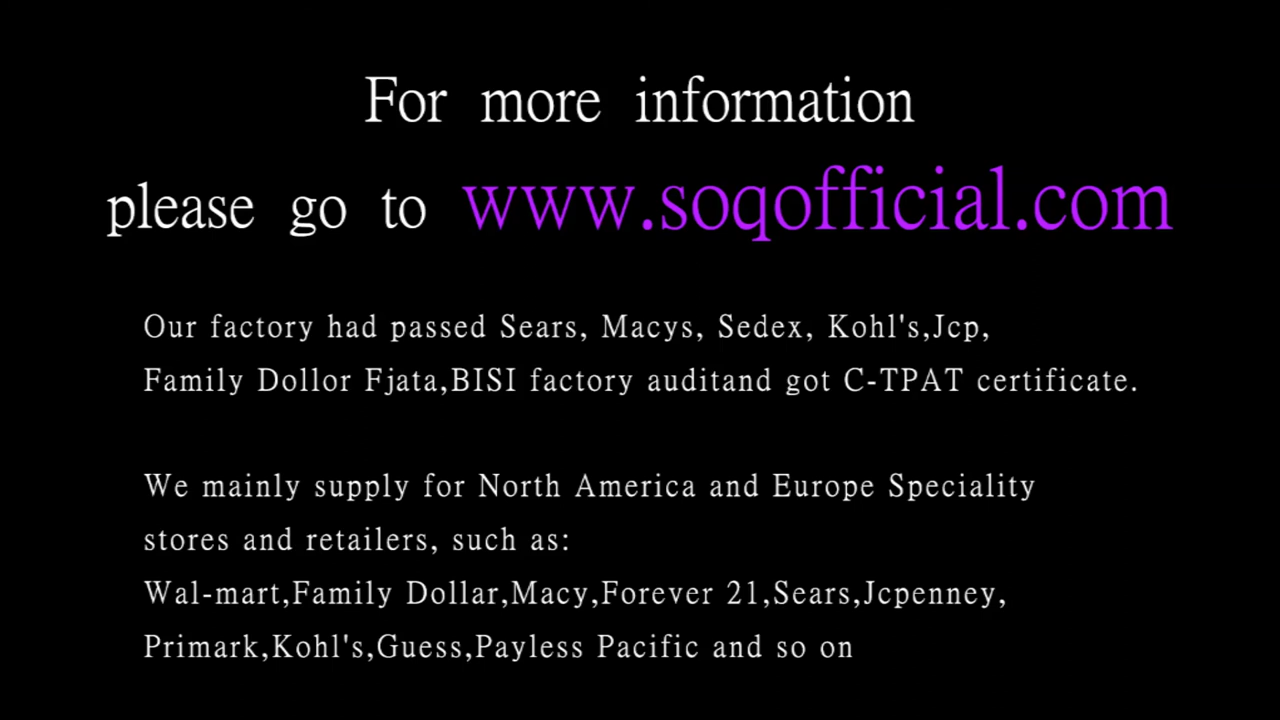 For more information
please go to www.soqofficial.com
Our factory had passed Sears, Macys, Sedex, Kohl's,Jcp,
Family Dollor Fjata,BISI factory auditand got C-TPAT certificate.
We mainly supply for North America and Europe Speciality
stores and retailers, such as:
Wal-mart,Family Dollar,Macy,Forever 21,Sears,Jcpenney,
Primark,Kohl's,Guess,Payless Pacific and so on